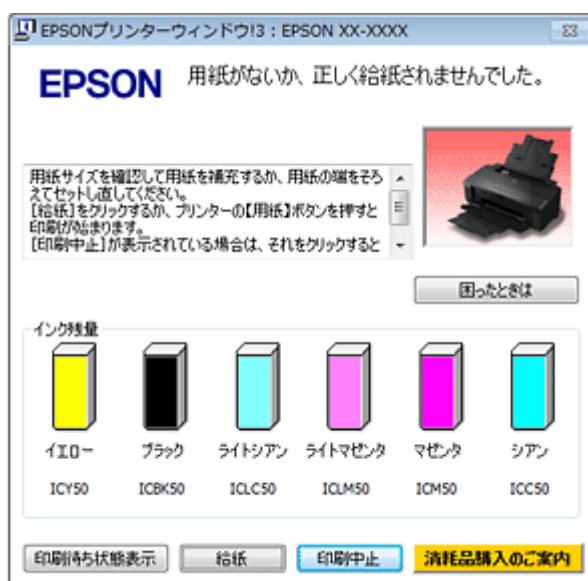 EPSONプリンターウィンドウ!3 : EPSON XX-XXXX
EPSON
用紙がないか、正しく給紙されませんでした。
用紙サイズを確認して用紙を補充するか、用紙の端をそろ
えてセットし直してください。
[給紙]をクリックするか、プリンターの【用紙】ボタンを押すと
印刷が始まります。
[印刷中止]が表示されている場合は、それをクリックすると
困ったときは
インク残量
イエロー ブラック ライトシアン ライトマゼンタ マゼンタ シアン
ICY50 ICBK50 ICLC50 ICLM50 ICM50 ICC50
印刷待ち状態表示 給紙 印刷中止 消耗品購入のご案内